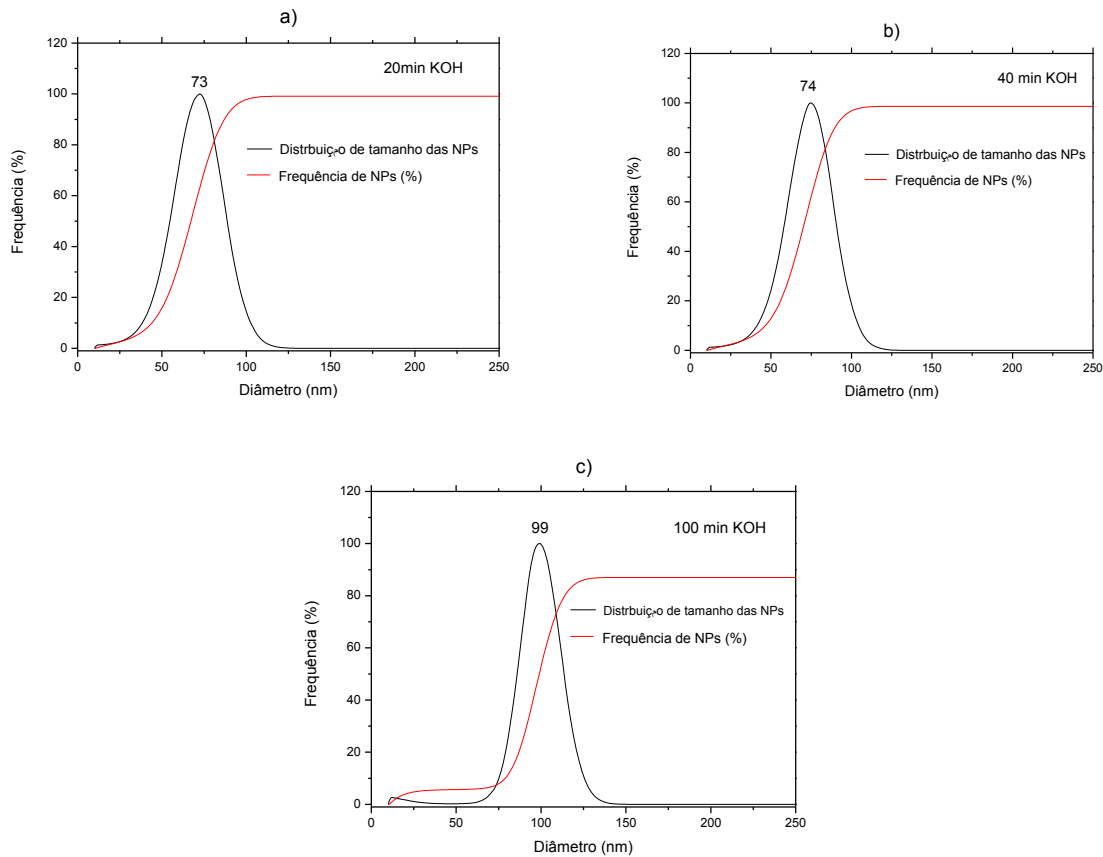 a)
120
100
80
60
40
20
0
Frequência (%)
73
20min KOH
Distrbuiç‚o de tamanho das NPs
Frequência de NPs (%)
0 50 100 150 200 250
Diâmetro (nm)
b)
120
100
80
60
40
20
0
Frequência (%)
74
40 min KOH
Distrbuiç‚o de tamanho das NPs
Frequência de NPs (%)
0 50 100 150 200 250
Diâmetro (nm)
c)
120
100
80
60
40
20
0
Frequência (%)
99
100 min KOH
Distrbuiç‚o de tamanho das NPs
Frequência de NPs (%)
0 50 100 150 200 250
Diâmetro (nm)